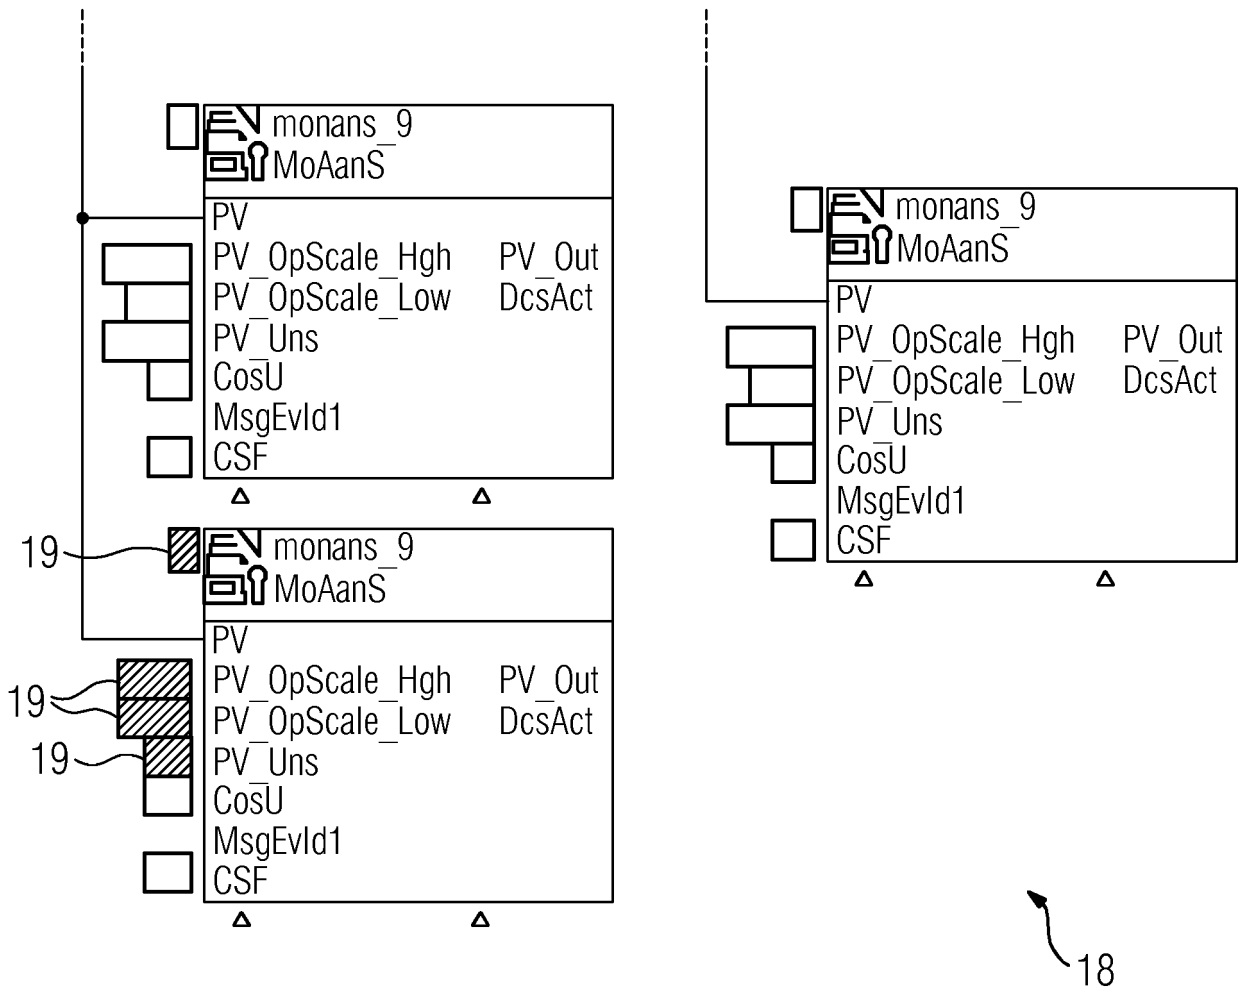 monans_9
MoAanS
PV
PV_OpScale_Hgh PV_Out
PV_OpScale_Low DcsAct
PV_Uns
CosU
MsgEvId1
CSF
19
monans_9
MoAanS
PV
19
PV_OpScale_Hgh PV_Out
PV_OpScale_Low DcsAct
19
PV_Uns
CosU
MsgEvId1
CSF
monans_9
MoAanS
PV
PV_OpScale_Hgh PV_Out
PV_OpScale_Low DcsAct
PV_Uns
CosU
MsgEvId1
CSF
18